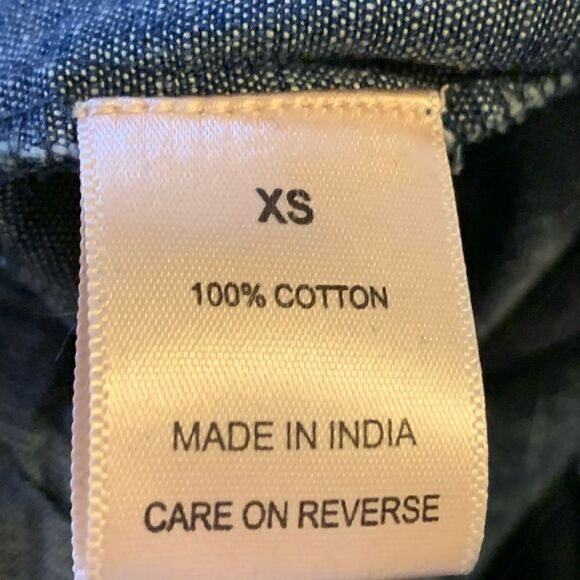 XS
100% COTTON
MADE IN INDIA
CARE ON REVERSE